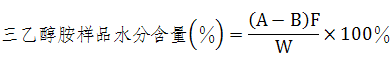 三乙醇胺样品水分含量(%) = (A − B)F / W × 100%